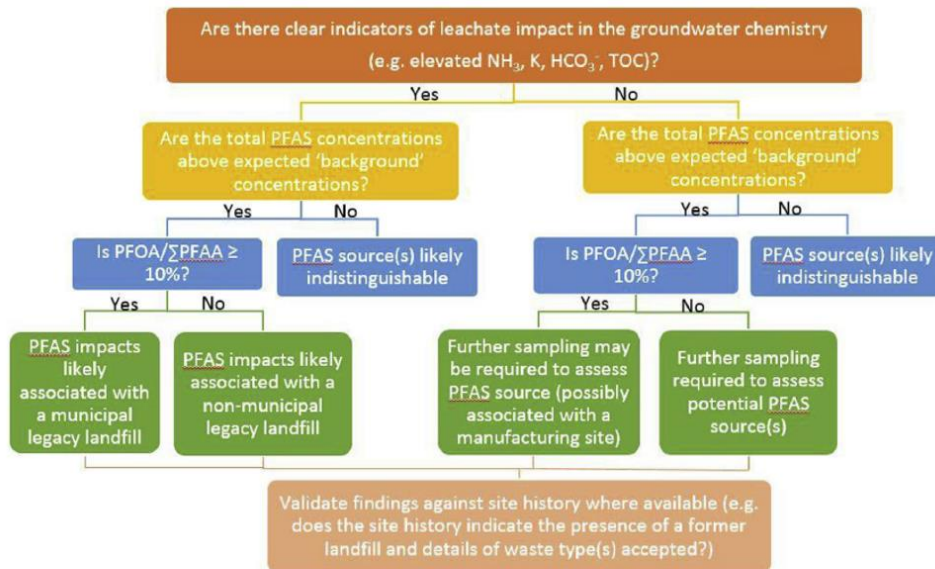 Are there clear indicators of leachate impact in the groundwater chemistry
(e.g. elevated NH₃, K, HCO₃⁻, TOC)?
Yes
No
Are the total PFAS concentrations
above expected ‘background’
concentrations?
Are the total PFAS concentrations
above expected ‘background’
concentrations?
Yes
No
Yes
No
Is PFOA/∑PFAA ≥
10%?
PFAS source(s) likely
indistinguishable
Is PFOA/∑PFAA ≥
10%?
PFAS source(s) likely
indistinguishable
Yes
No
Yes
No
PFAS impacts
likely
associated with
a municipal
legacy landfill
PFAS impacts likely
associated with a
non-municipal
legacy landfill
Further sampling may
be required to assess
PFAS source (possibly
associated with a
manufacturing site)
Further sampling
required to assess
potential PFAS
source(s)
Validate findings against site history where available (e.g.
does the site history indicate the presence of a former
landfill and details of waste type(s) accepted?)